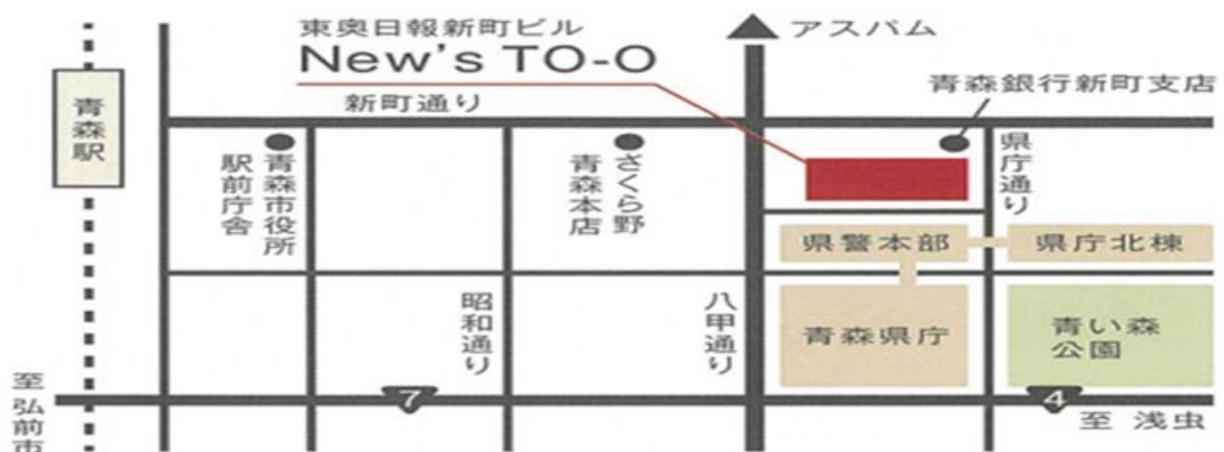 東奥日報新町ビル
New's TO-O
アスパム
青森銀行新町支店
新町通り
青森駅
青森市役所
駅前庁舎
さくら野
青森本店
県庁通り
県警本部
県庁北棟
昭和通り
八甲通り
青森県庁
青い森
公園
至弘前市
7
4
至 浅虫